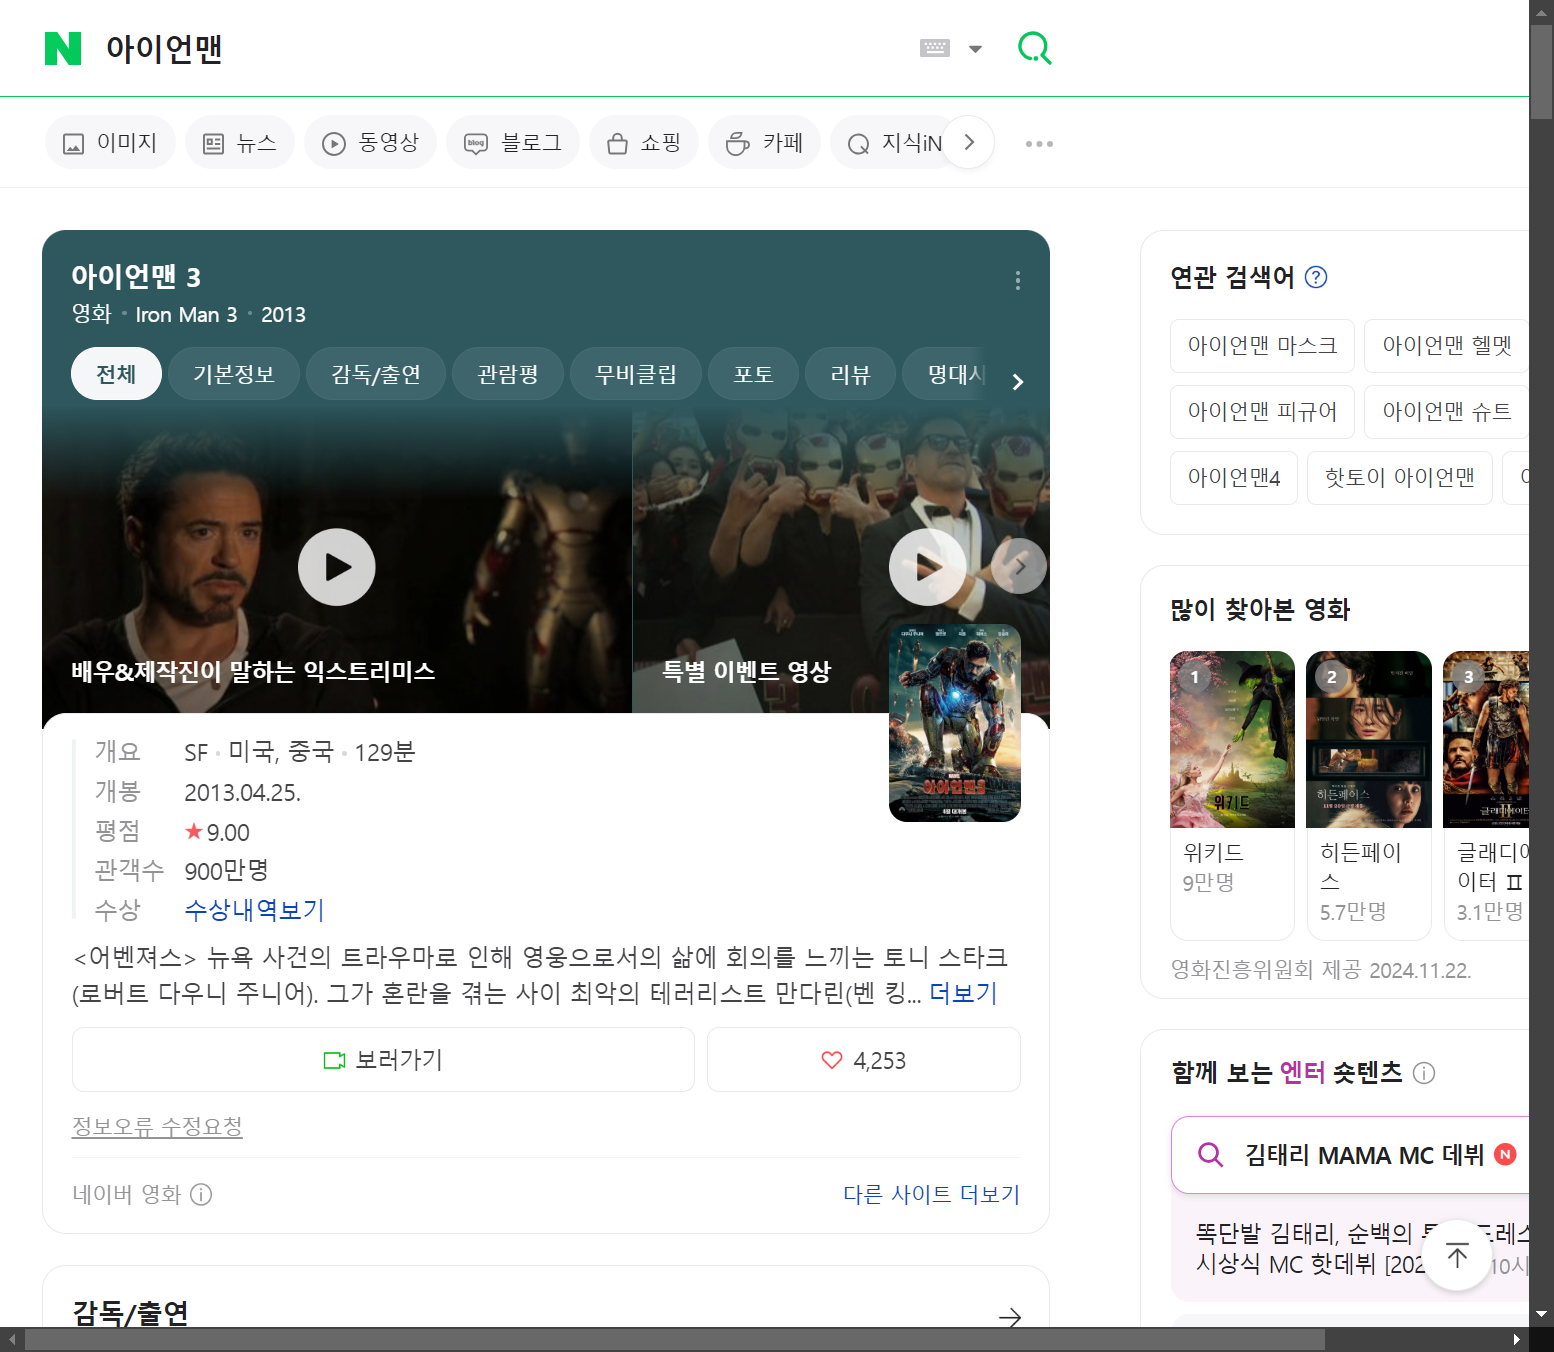 N 아이언맨
이미지 뉴스 동영상 블로그 쇼핑 카페 지식iN
아이언맨 3
영화 · Iron Man 3 · 2013
전체 기본정보 감독/출연 관람평 무비클립 포토 리뷰 명대사
배우&제작진이 말하는 익스트리미스
특별 이벤트 영상
아이언맨3
개요 SF · 미국, 중국 · 129분
개봉 2013.04.25.
평점 ★9.00
관객수 900만명
수상 수상내역보기
<어벤져스> 뉴욕 사건의 트라우마로 인해 영웅으로서의 삶에 회의를 느끼는 토니 스타크
(로버트 다우니 주니어). 그가 혼란을 겪는 사이 최악의 테러리스트 만다린(벤 킹... 더보기
보러가기
4,253
정보오류 수정요청
네이버 영화
다른 사이트 더보기
감독/출연
연관 검색어
아이언맨 마스크 아이언맨 헬멧
아이언맨 피규어 아이언맨 슈트
아이언맨4 핫토이 아이언맨
많이 찾아본 영화
1 2 3
위키드
9만명
히든페이
스
5.7만명
글래디에
이터 Ⅱ
3.1만명
영화진흥위원회 제공 2024.11.22.
함께 보는 엔터 숏텐츠
김태리 MAMA MC 데뷔 N
똑단발 김태리, 순백의 드레스
시상식 MC 핫데뷔 [202 10시